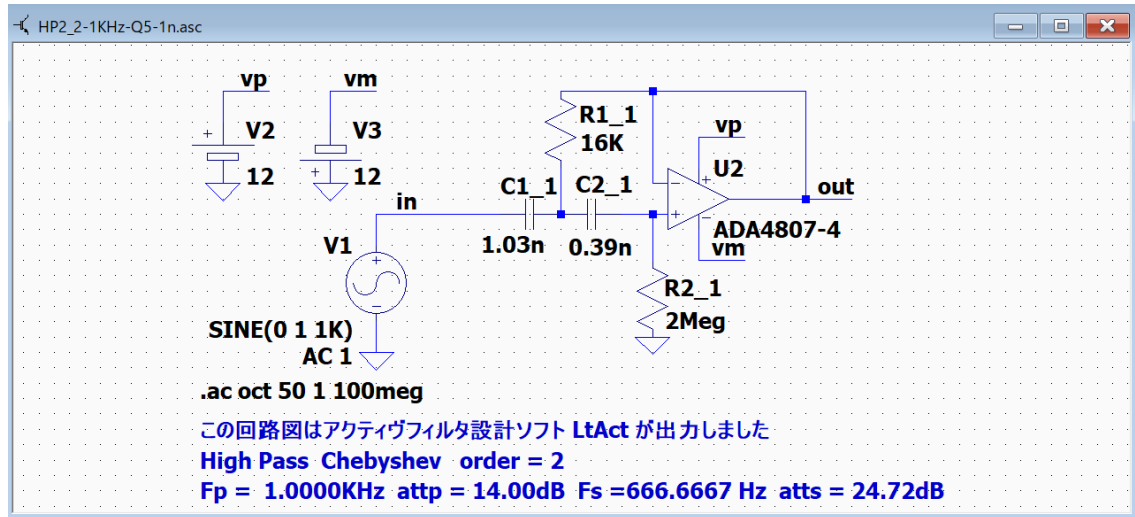 HP2_2-1KHz-Q5-1n.asc
vp
vm
V2
12
V3
12
R1_1
16K
vp
U2
C1_1
C2_1
out
in
1.03n
0.39n
ADA4807-4
vm
V1
R2_1
2Meg
SINE(0 1 1K)
AC 1
.ac oct 50 1 100meg
この回路図はアクティヴフィルタ設計ソフト LtAct が出力しました
High Pass  Chebyshev   order = 2
Fp =  1.0000KHz  attp = 14.00dB  Fs =666.6667 Hz  atts = 24.72dB